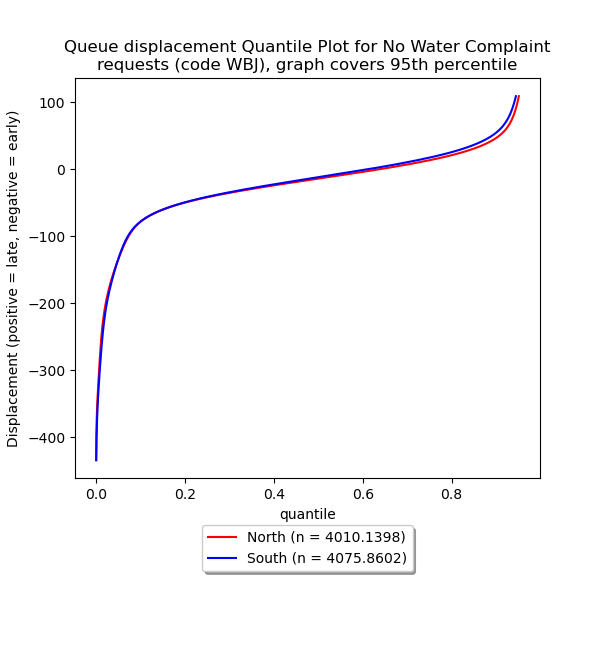 Queue displacement Quantile Plot for No Water Complaint
requests (code WBJ), graph covers 95th percentile
Displacement (positive = late, negative = early)
100
0
−100
−200
−300
−400
0.0 0.2 0.4 0.6 0.8
quantile
North (n = 4010.1398)
South (n = 4075.8602)